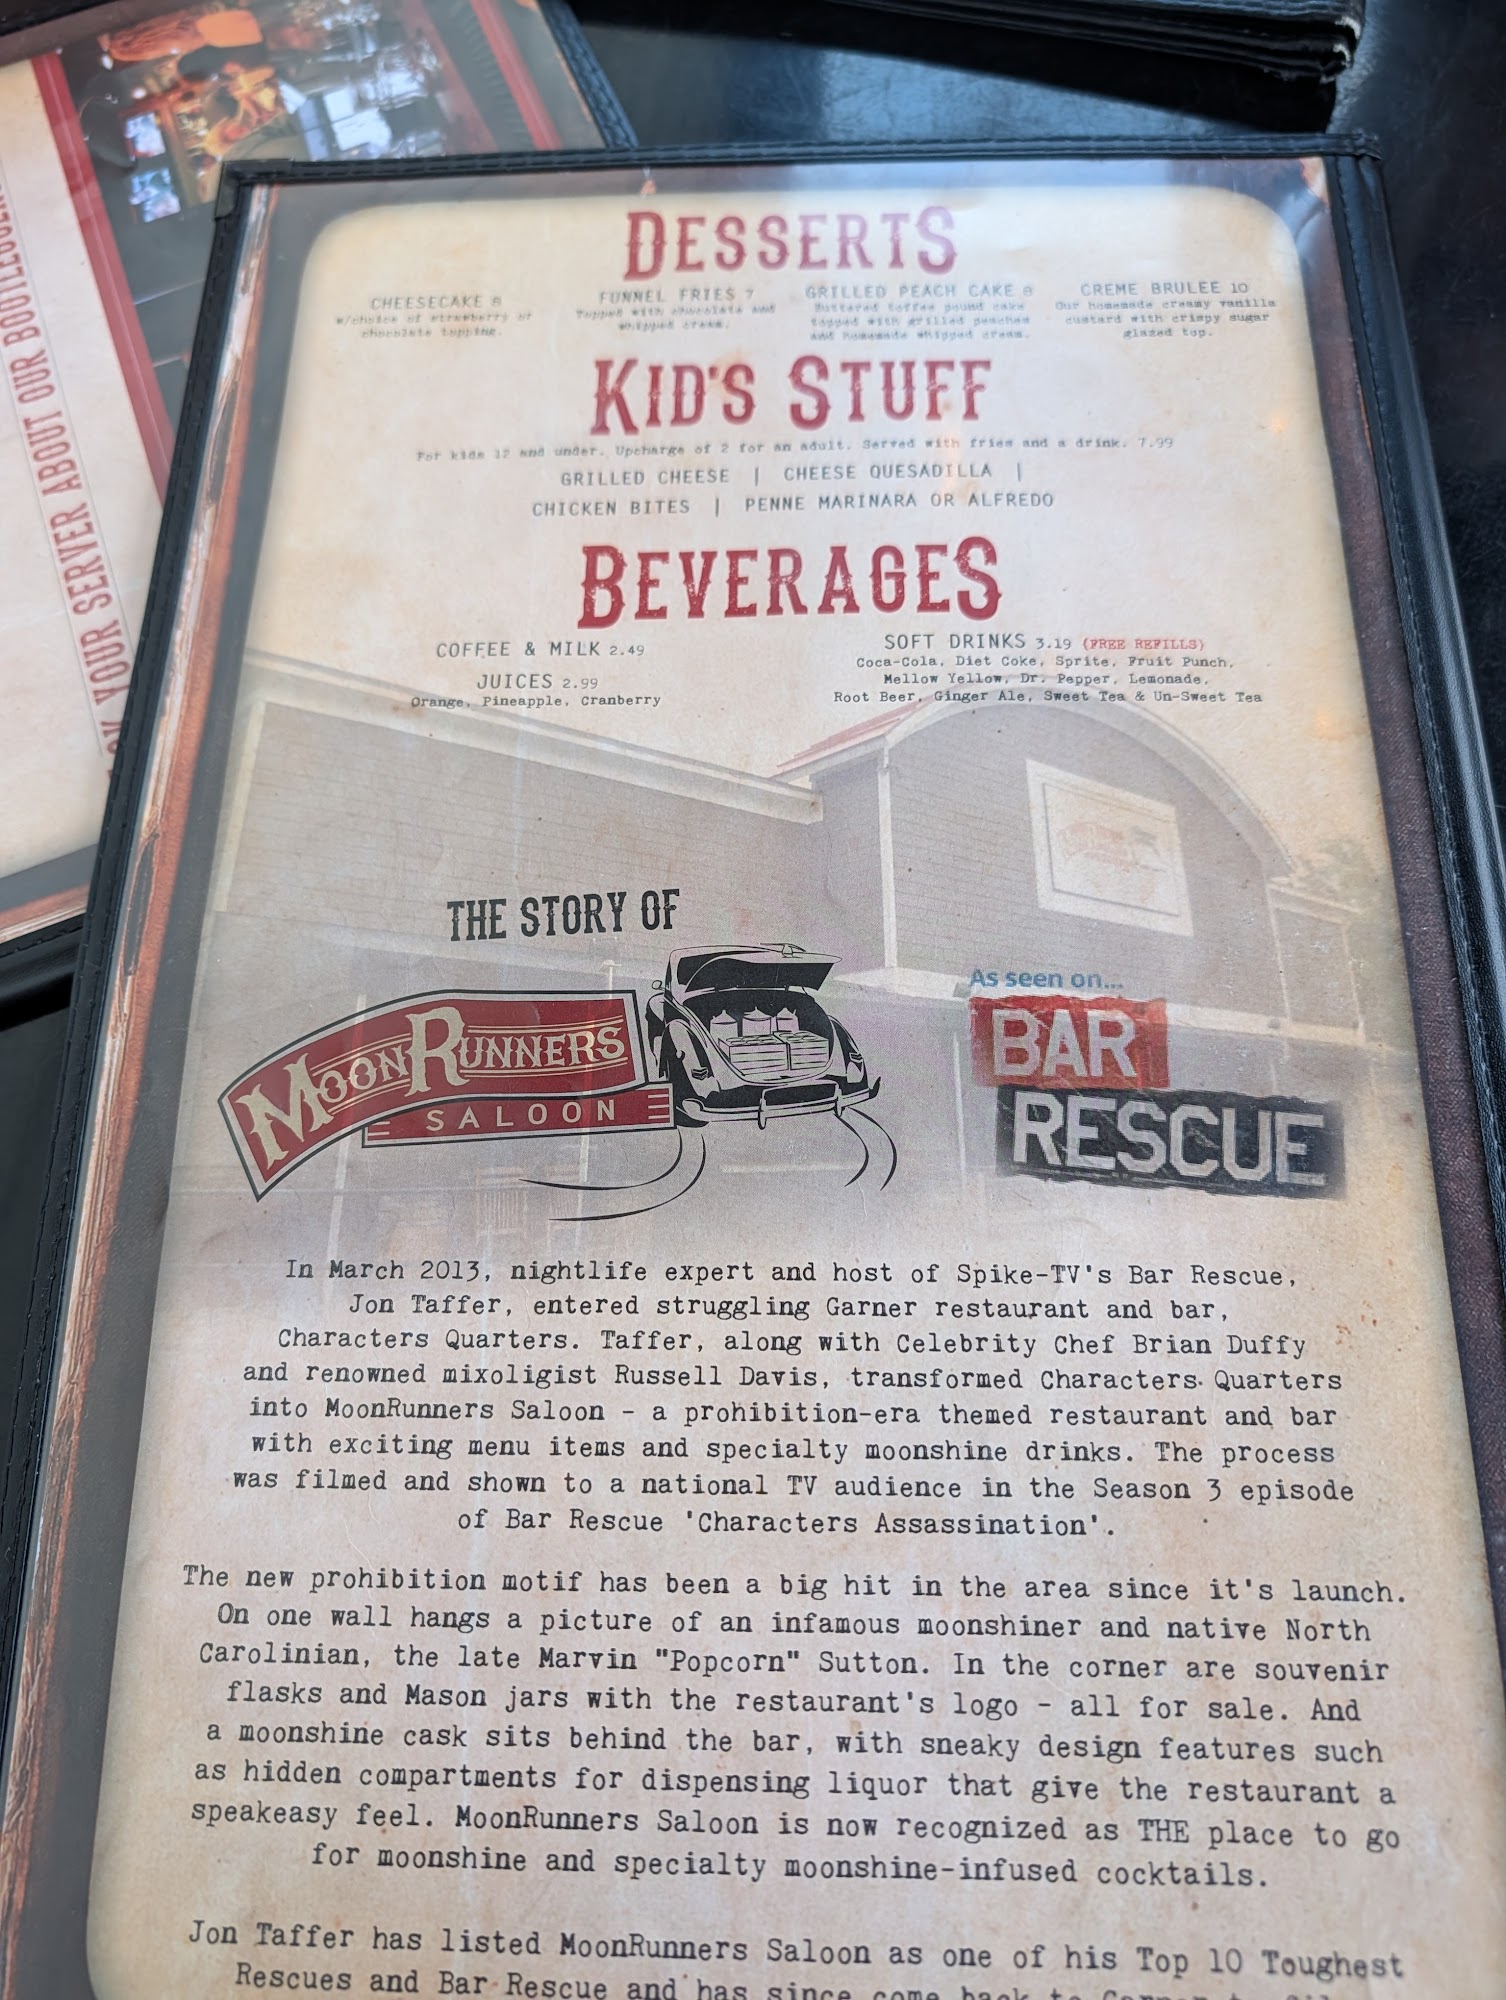 ASK YOUR SERVER ABOUT OUR
DESSERTS
CHEESECAKE 8
w/choice of strawberry or
chocolate topping.
FUNNEL FRIES 7
Topped with chocolate and
whipped cream.
GRILLED PEACH CAKE 8
Buttered toffee pound cake
topped with grilled peaches
and homemade whipped cream.
CREME BRULEE 10
Our homemade creamy vanilla
custard with crispy sugar
glazed top.
KID'S STUFF
For kids 12 and under. Upcharge of 2 for an adult. Served with fries and a drink. 7.99
GRILLED CHEESE | CHEESE QUESADILLA |
CHICKEN BITES | PENNE MARINARA OR ALFREDO
BEVERAGES
COFFEE & MILK 2.49
JUICES 2.99
Orange, Pineapple, Cranberry
SOFT DRINKS 3.19 (FREE REFILLS)
Coca-Cola, Diet Coke, Sprite, Fruit Punch,
Mellow Yellow, Dr. Pepper, Lemonade,
Root Beer, Ginger Ale, Sweet Tea & Un-Sweet Tea
THE STORY OF
MOONRUNNERS
SALOON
As seen on...
BAR
RESCUE
In March 2013, nightlife expert and host of Spike-TV's Bar Rescue,
Jon Taffer, entered struggling Garner restaurant and bar,
Characters Quarters. Taffer, along with Celebrity Chef Brian Duffy
and renowned mixoligist Russell Davis, transformed Characters Quarters
into MoonRunners Saloon - a prohibition-era themed restaurant and bar
with exciting menu items and specialty moonshine drinks. The process
was filmed and shown to a national TV audience in the Season 3 episode
of Bar Rescue 'Characters Assassination'.
The new prohibition motif has been a big hit in the area since it's launch.
On one wall hangs a picture of an infamous moonshiner and native North
Carolinian, the late Marvin "Popcorn" Sutton. In the corner are souvenir
flasks and Mason jars with the restaurant's logo - all for sale. And
a moonshine cask sits behind the bar, with sneaky design features such
as hidden compartments for dispensing liquor that give the restaurant a
speakeasy feel. MoonRunners Saloon is now recognized as THE place to go
for moonshine and specialty moonshine-infused cocktails.
Jon Taffer has listed MoonRunners Saloon as one of his Top 10 Toughest
Rescues and Bar Rescue and has since come back to